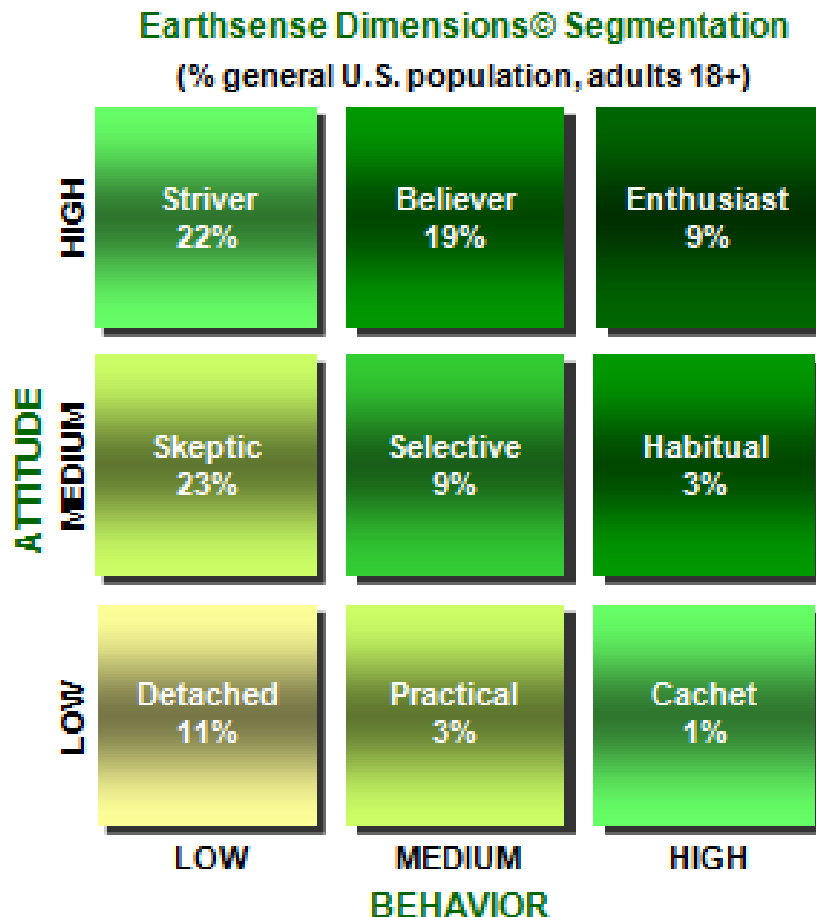 Earthsense Dimensions© Segmentation
(% general U.S. population, adults 18+)
HIGH
Striver
22%
Believer
19%
Enthusiast
9%
ATTITUDE
MEDIUM
Skeptic
23%
Selective
9%
Habitual
3%
LOW
Detached
11%
Practical
3%
Cachet
1%
LOW
MEDIUM
HIGH
BEHAVIOR